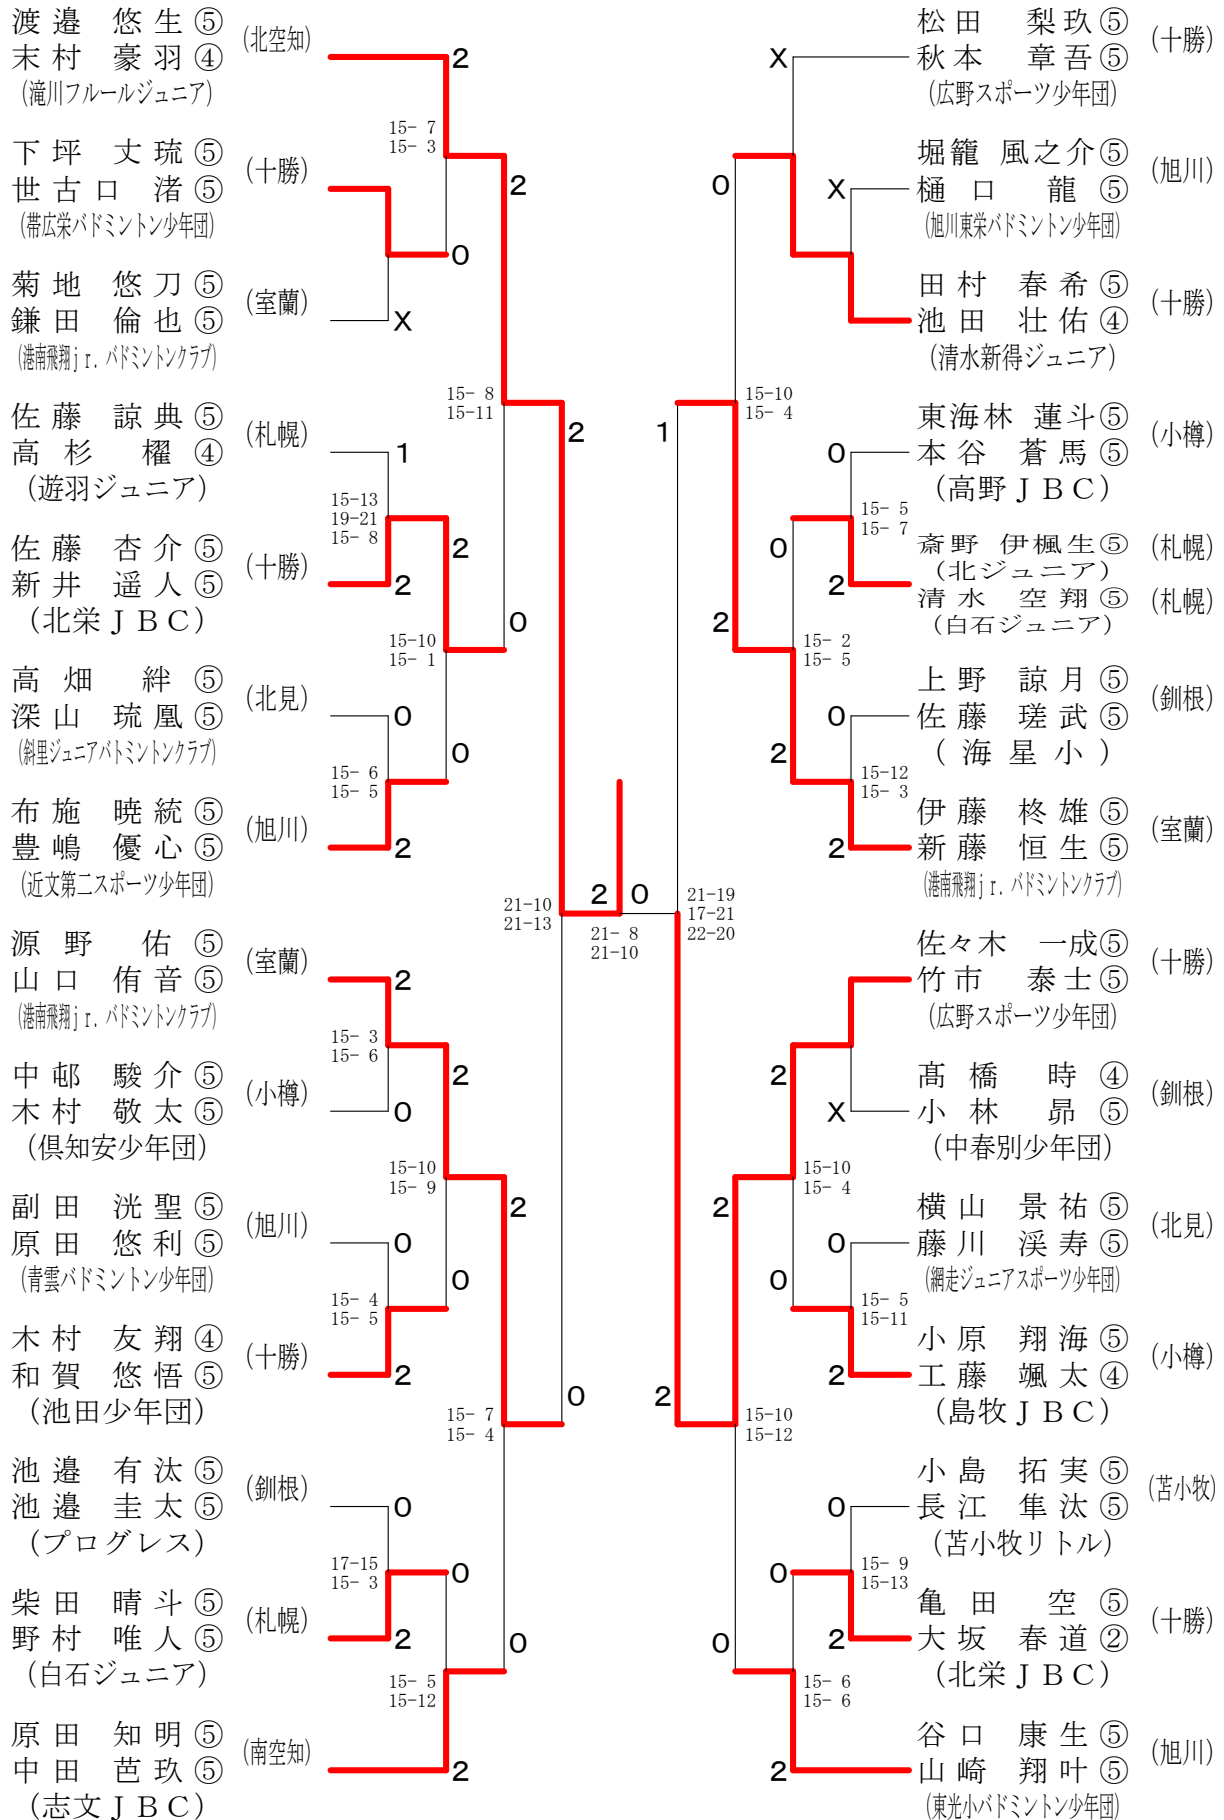 渡邉 悠生⑤
末村 豪羽④
(滝川フルールジュニア)
(北空知)
2
15- 7
15- 3
下坪 丈琉⑤
世古口 渚⑤
(帯広栄バドミントン少年団)
(十勝)
2
0
菊地 悠刀⑤
鎌田 倫也⑤
(港南飛翔jr.バドミントンクラブ)
(室蘭)
X
佐藤 諒典⑤
高杉 櫂④
(遊羽ジュニア)
(札幌)
1
15- 8
15-11
2
15-13
19-21
15- 8
佐藤 杏介⑤
新井 遥人⑤
(北栄JBC)
(十勝)
2
2
0
15-10
15- 1
高畑 絆⑤
深山 琉凰⑤
(斜里ジュニアバトミントンクラブ)
(北見)
0
0
15- 6
15- 5
布施 暁統⑤
豊嶋 優心⑤
(近文第二スポーツ少年団)
(旭川)
2
21-10
21-13
2
0
21- 8
21-10
源野 佑⑤
山口 侑音⑤
(港南飛翔jr.バドミントンクラブ)
(室蘭)
2
15- 3
15- 6
2
中邨 駿介⑤
木村 敬太⑤
(倶知安少年団)
(小樽)
0
15-10
15- 9
2
副田 洸聖⑤
原田 悠利⑤
(青雲バドミントン少年団)
(旭川)
0
0
15- 4
15- 5
木村 友翔④
和賀 悠悟⑤
(池田少年団)
(十勝)
2
0
15- 7
15- 4
池邉 有汰⑤
池邉 圭太⑤
(プログレス)
(釧根)
0
17-15
15- 3
0
柴田 晴斗⑤
野村 唯人⑤
(白石ジュニア)
(札幌)
2
0
15- 5
15-12
原田 知明⑤
中田 芭玖⑤
(志文JBC)
(南空知)
2
松田 梨玖⑤
秋本 章吾⑤
(広野スポーツ少年団)
(十勝)
X
堀籠 風之介⑤
樋口 龍⑤
(旭川東栄バドミントン少年団)
(旭川)
X
0
田村 春希⑤
池田 壮佑④
(清水新得ジュニア)
(十勝)
15-10
15- 4
1
東海林 蓮斗⑤
本谷 蒼馬⑤
(高野JBC)
(小樽)
0
15- 5
15- 7
0
斎野 伊楓生⑤
(北ジュニア)
(札幌)
清水 空翔⑤
(白石ジュニア)
(札幌)
2
2
15- 2
15- 5
上野 諒月⑤
佐藤 瑳武⑤
(海星小)
(釧根)
0
2
15-12
15- 3
伊藤 柊雄⑤
新藤 恒生⑤
(港南飛翔jr.バドミントンクラブ)
(室蘭)
2
21-19
17-21
22-20
佐々木 一成⑤
竹市 泰士⑤
(広野スポーツ少年団)
(十勝)
2
髙橋 時④
小林 昴⑤
(中春別少年団)
(釧根)
X
15-10
15- 4
2
横山 景祐⑤
藤川 渓寿⑤
(網走ジュニアスポーツ少年団)
(北見)
0
0
15- 5
15-11
小原 翔海⑤
工藤 颯太④
(島牧JBC)
(小樽)
2
2
15-10
15-12
小島 拓実⑤
長江 隼汰⑤
(苫小牧リトル)
(苫小牧)
0
15- 9
15-13
0
亀田 空⑤
大坂 春道②
(北栄JBC)
(十勝)
2
0
15- 6
15- 6
谷口 康生⑤
山崎 翔叶⑤
(東光小バドミントン少年団)
(旭川)
2